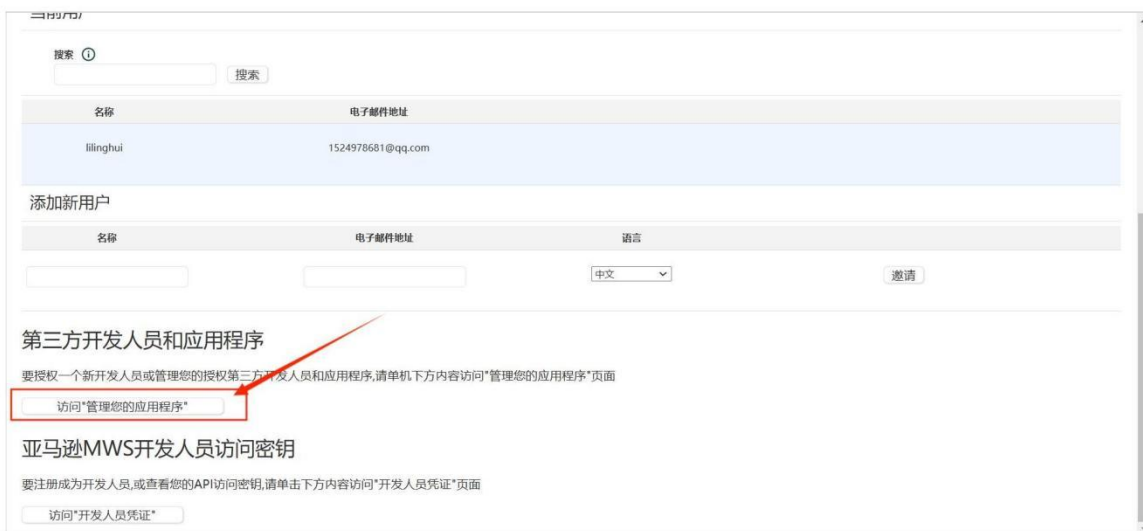 当前用户
搜索
搜索
名称 电子邮件地址
lilinghui 1524978681@qq.com
添加新用户
名称 电子邮件地址 语言
中文 邀请
第三方开发人员和应用程序
要授权一个新开发人员或管理您的授权第三方开发人员和应用程序,请单机下方内容访问"管理您的应用程序"页面
访问"管理您的应用程序"
亚马逊MWS开发人员访问密钥
要注册成为开发人员,或查看您的API访问密钥,请单击下方内容访问"开发人员凭证"页面
访问"开发人员凭证"